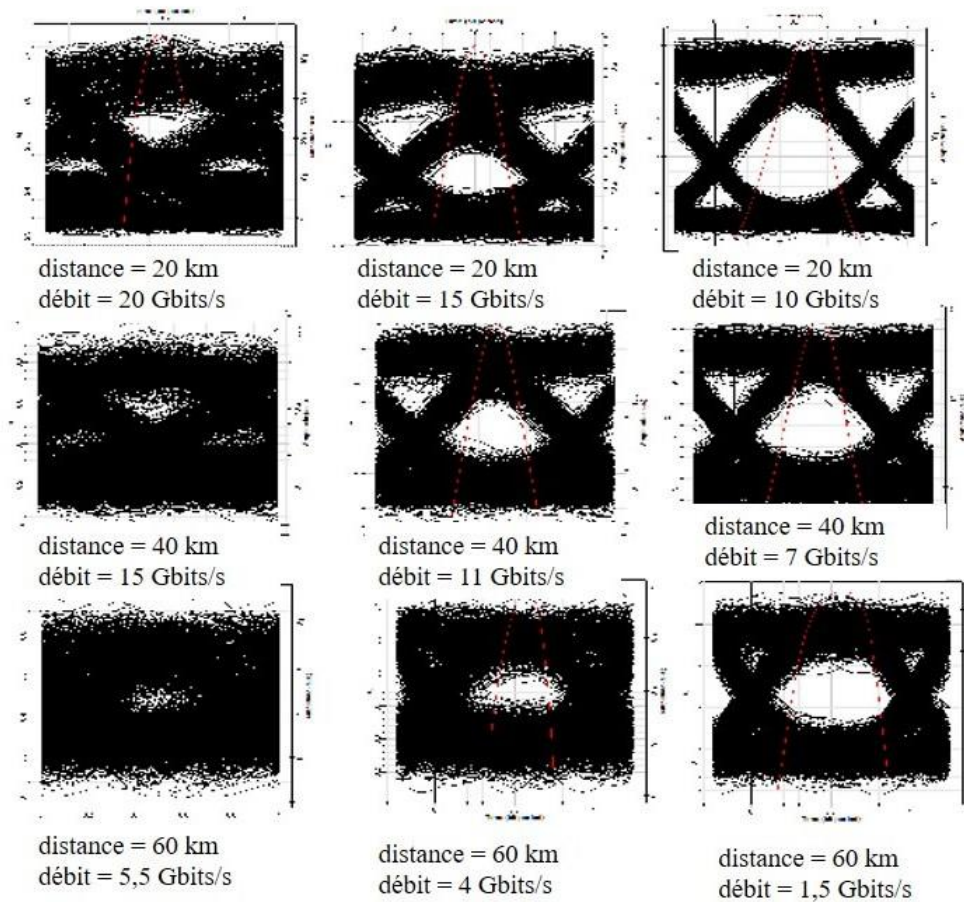 distance = 20 km
débit = 20 Gbits/s
distance = 20 km
débit = 15 Gbits/s
distance = 20 km
débit = 10 Gbits/s
distance = 40 km
débit = 15 Gbits/s
distance = 40 km
débit = 11 Gbits/s
distance = 40 km
débit = 7 Gbits/s
distance = 60 km
débit = 5,5 Gbits/s
distance = 60 km
débit = 4 Gbits/s
distance = 60 km
débit = 1,5 Gbits/s